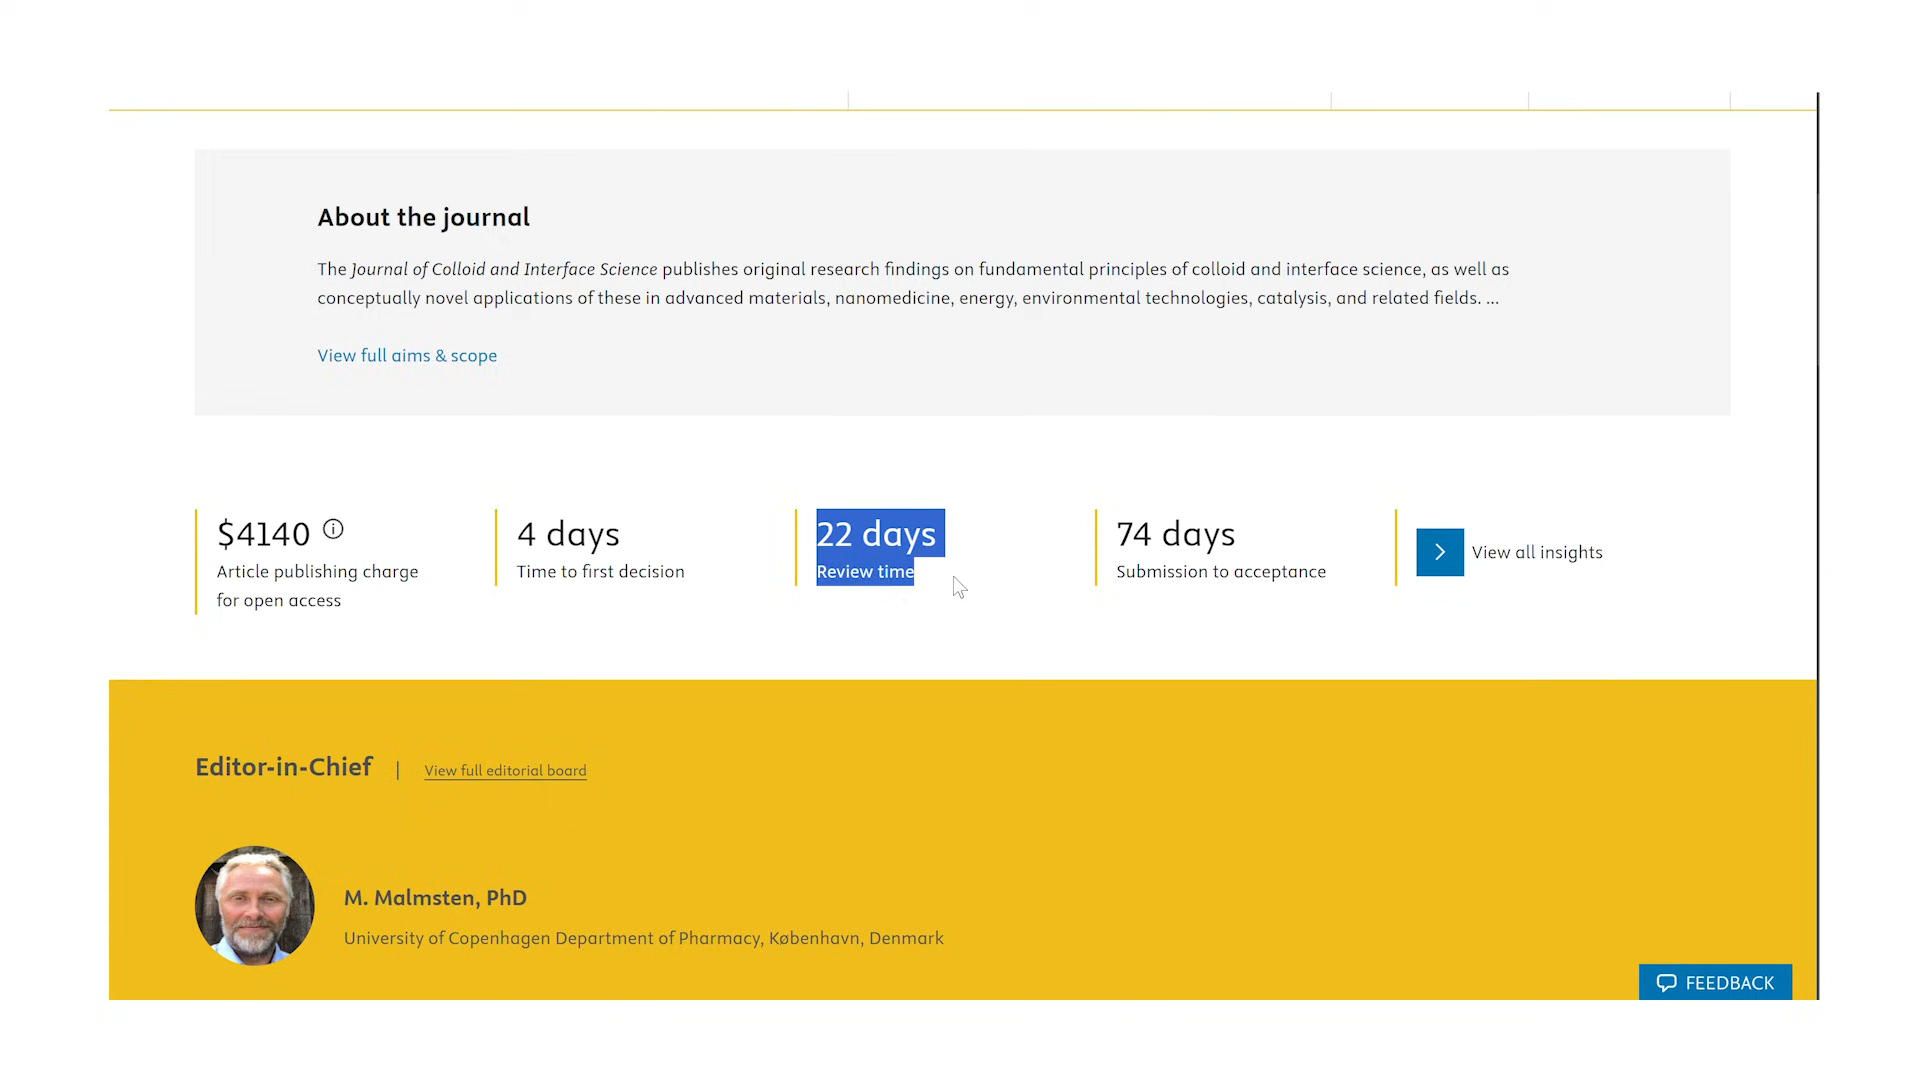 About the journal
The Journal of Colloid and Interface Science publishes original research findings on fundamental principles of colloid and interface science, as well as
conceptually novel applications of these in advanced materials, nanomedicine, energy, environmental technologies, catalysis, and related fields. ...
View full aims & scope
$4140
Article publishing charge
for open access
4 days
Time to first decision
22 days
Review time
74 days
Submission to acceptance
View all insights
Editor-in-Chief | View full editorial board
M. Malmsten, PhD
University of Copenhagen Department of Pharmacy, København, Denmark
FEEDBACK